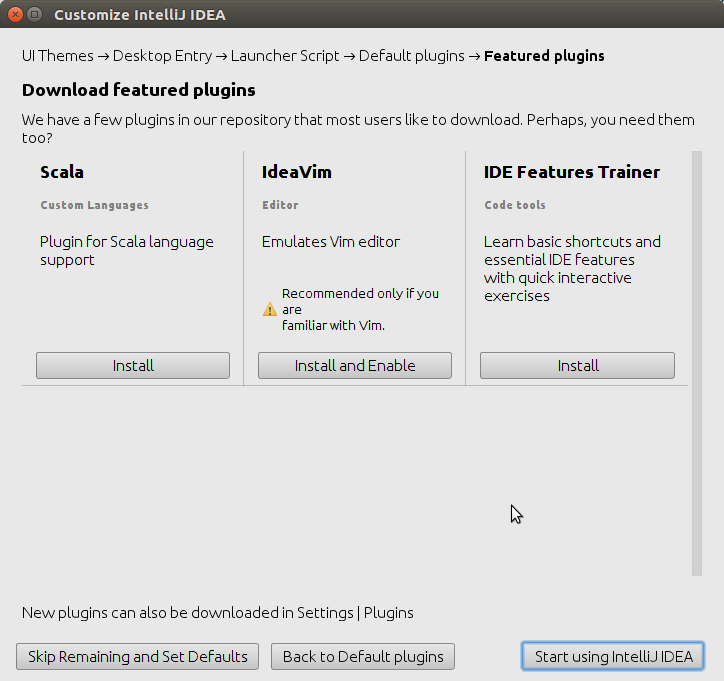 Customize IntelliJ IDEA
UI Themes → Desktop Entry → Launcher Script → Default plugins → Featured plugins
Download featured plugins
We have a few plugins in our repository that most users like to download. Perhaps, you need them
too?
Scala
Custom Languages
Plugin for Scala language
support
Install
IdeaVim
Editor
Emulates Vim editor
Recommended only if you
are
familiar with Vim.
Install and Enable
IDE Features Trainer
Code tools
Learn basic shortcuts and
essential IDE features
with quick interactive
exercises
Install
New plugins can also be downloaded in Settings | Plugins
Skip Remaining and Set Defaults
Back to Default plugins
Start using IntelliJ IDEA